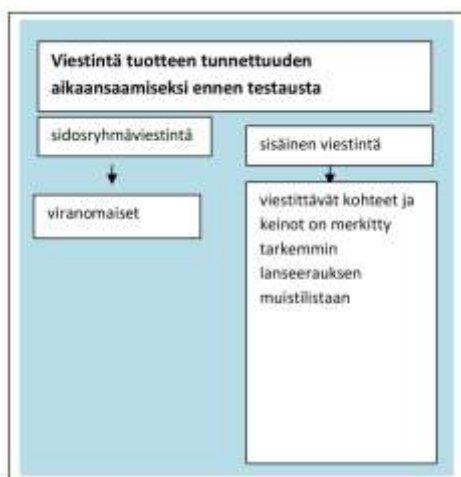 Viestintä tuotteen tunnettuuden
aikaansaamiseksi ennen testausta
sidosryhmäviestintä
sisäinen viestintä
viranomaiset
viestittävät kohteet ja
keinot on merkitty
tarkemmin
lanseerauksen
muistilistaan